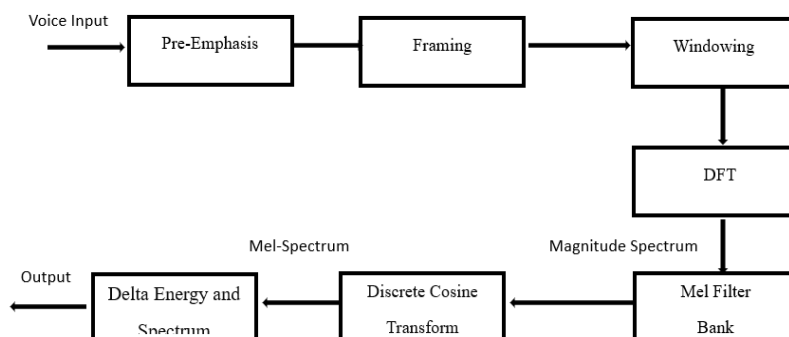 Voice Input
Pre-Emphasis
Framing
Windowing
DFT
Magnitude Spectrum
Mel Filter
Bank
Mel-Spectrum
Discrete Cosine
Transform
Delta Energy and
Spectrum
Output